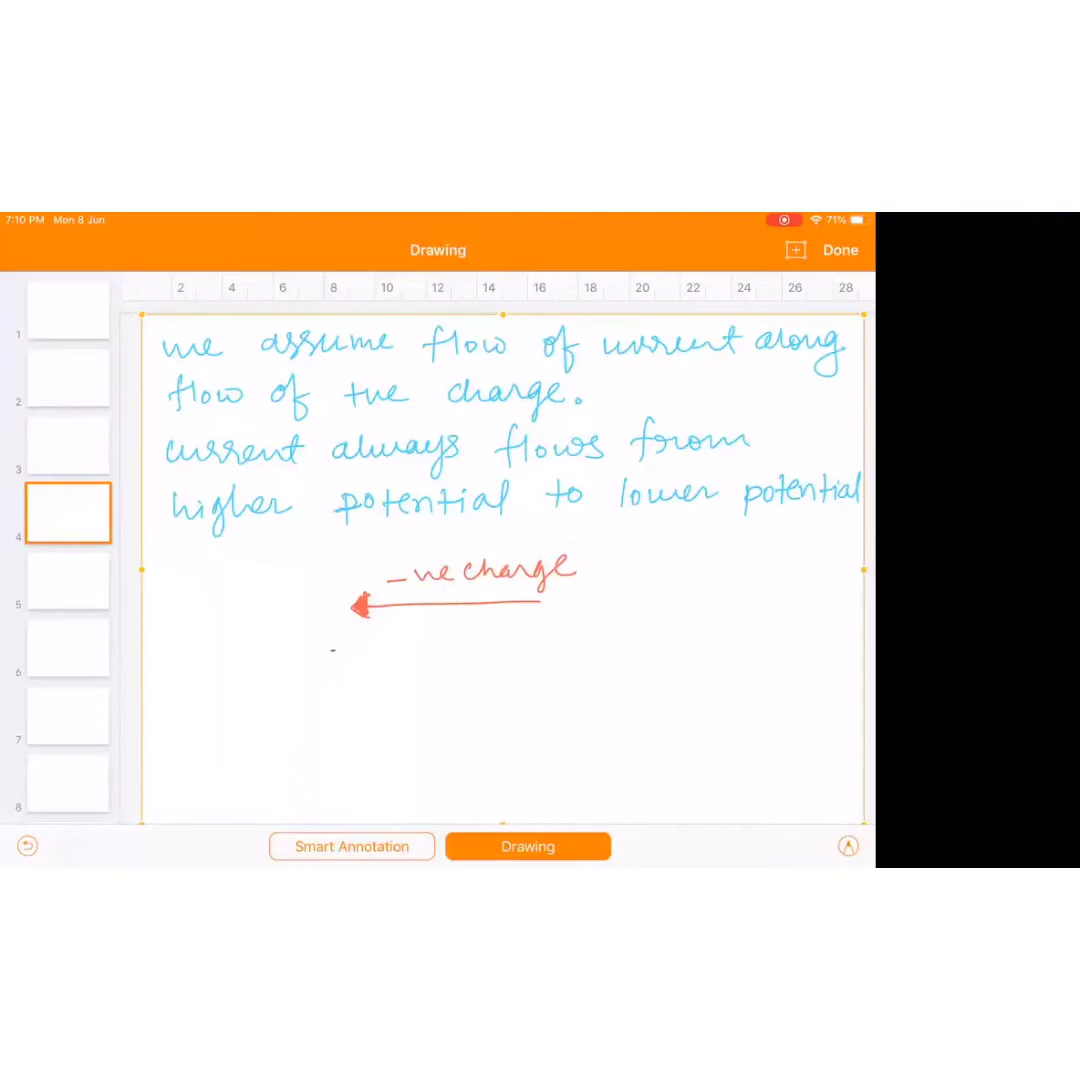 7:10 PM Mon 8 Jun
71%
Drawing
Done
2 4 6 8 10 12 14 16 18 20 22 24 26 28
1
2
3
4
5
6
7
8
we assume flow of current along
flow of +ve charge.
current always flows from
higher potential to lower potential
-ve charge
-
Smart Annotation
Drawing